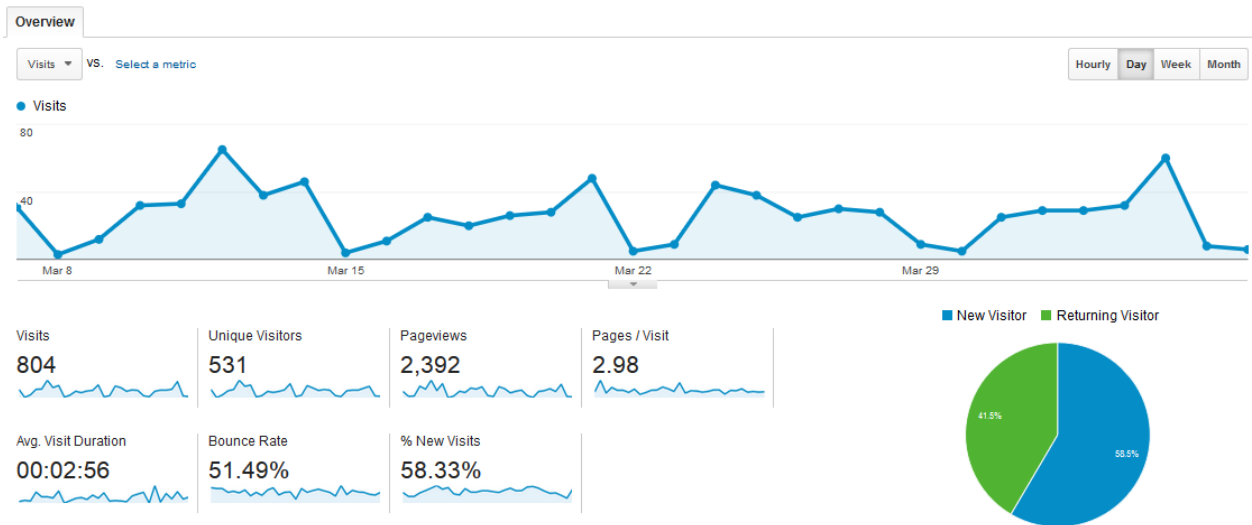 Overview
Visits VS. Select a metric
Hourly Day Week Month
Visits
80
40
Mar 8 Mar 15 Mar 22 Mar 29
New Visitor Returning Visitor
Visits Unique Visitors Pageviews Pages / Visit
804 531 2,392 2.98
41.5%
58.5%
Avg. Visit Duration Bounce Rate % New Visits
00:02:56 51.49% 58.33%